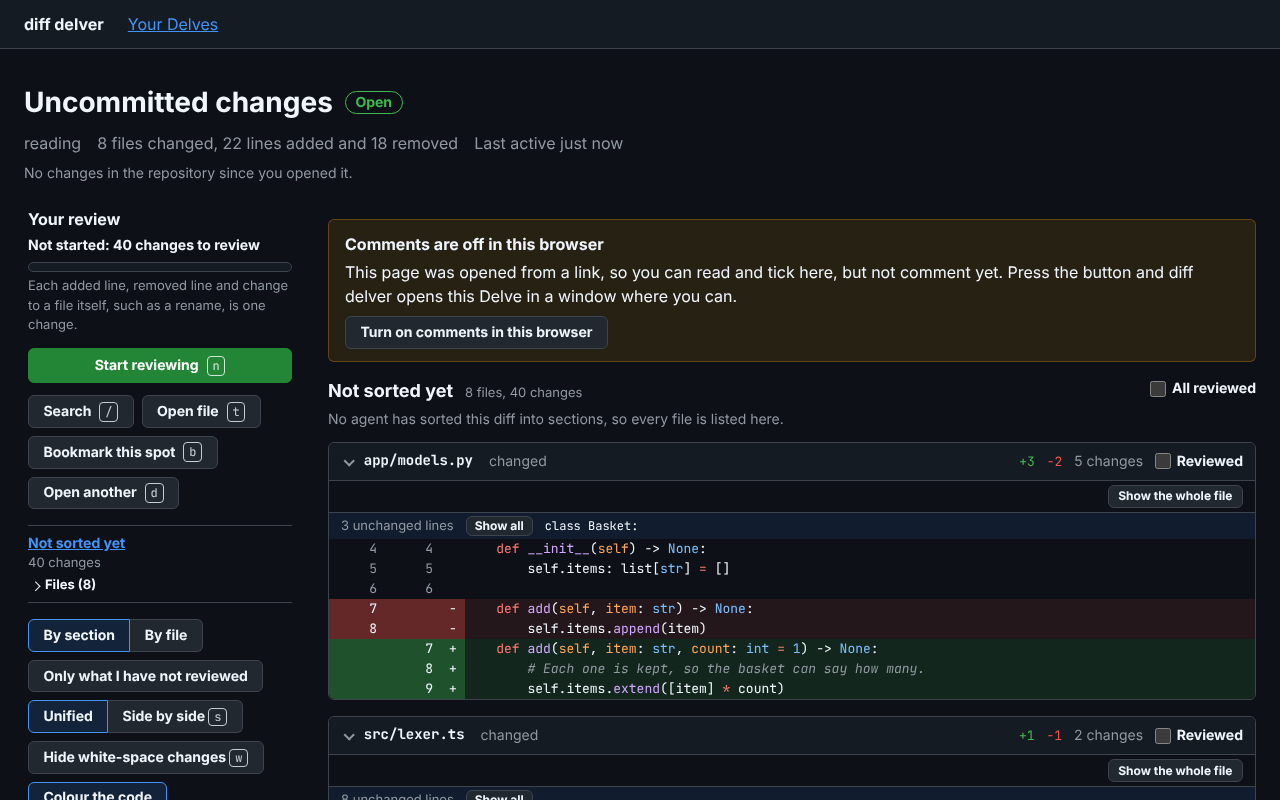 diff delver Your Delves
Uncommitted changes Open
reading 8 files changed, 22 lines added and 18 removed Last active just now
No changes in the repository since you opened it.
Your review
Not started: 40 changes to review
Each added line, removed line and change
to a file itself, such as a rename, is one
change.
Start reviewing n
Search / Open file t
Bookmark this spot b
Open another d
Not sorted yet
40 changes
Files (8)
By section By file
Only what I have not reviewed
Unified Side by side s
Hide white-space changes w
Colour the code
Comments are off in this browser
This page was opened from a link, so you can read and tick here, but not comment yet. Press the button and diff
delver opens this Delve in a window where you can.
Turn on comments in this browser
Not sorted yet 8 files, 40 changes All reviewed
No agent has sorted this diff into sections, so every file is listed here.
app/models.py changed +3 -2 5 changes Reviewed
Show the whole file
3 unchanged lines Show all class Basket:
4 4 def __init__(self) -> None:
5 5 self.items: list[str] = []
6 6
7 - def add(self, item: str) -> None:
8 - self.items.append(item)
7 + def add(self, item: str, count: int = 1) -> None:
8 + # Each one is kept, so the basket can say how many.
9 + self.items.extend([item] * count)
src/lexer.ts changed +1 -1 2 changes Reviewed
Show the whole file
8 unchanged lines Show all